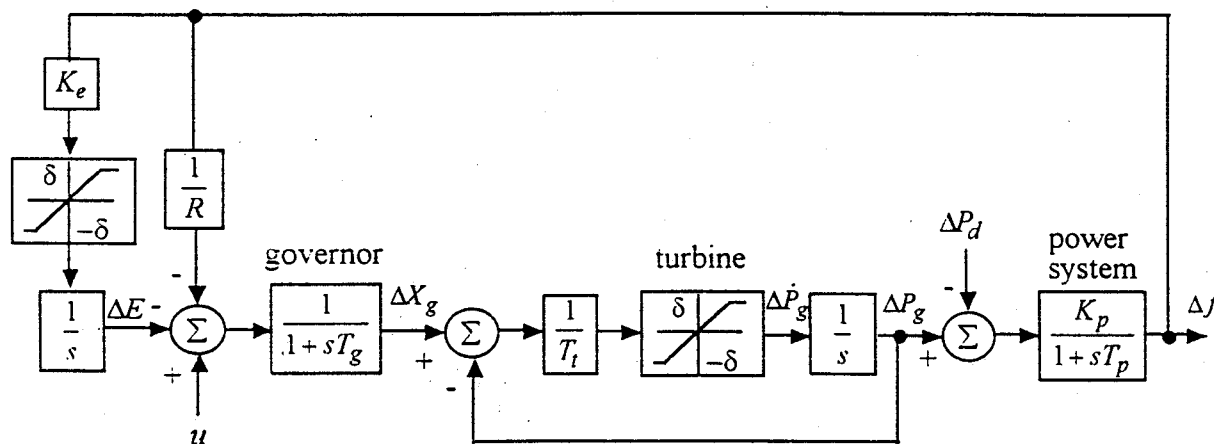 K_e
δ
-δ
1
R
ΔP_d
power
system
governor
turbine
1
s
ΔE
-
-
Σ
+
u
1
1 + sT_g
ΔX_g
+
Σ
-
1
T_t
δ
-δ
ΔṖ_g
1
s
ΔP_g
+
-
Σ
K_p
1 + sT_p
Δf